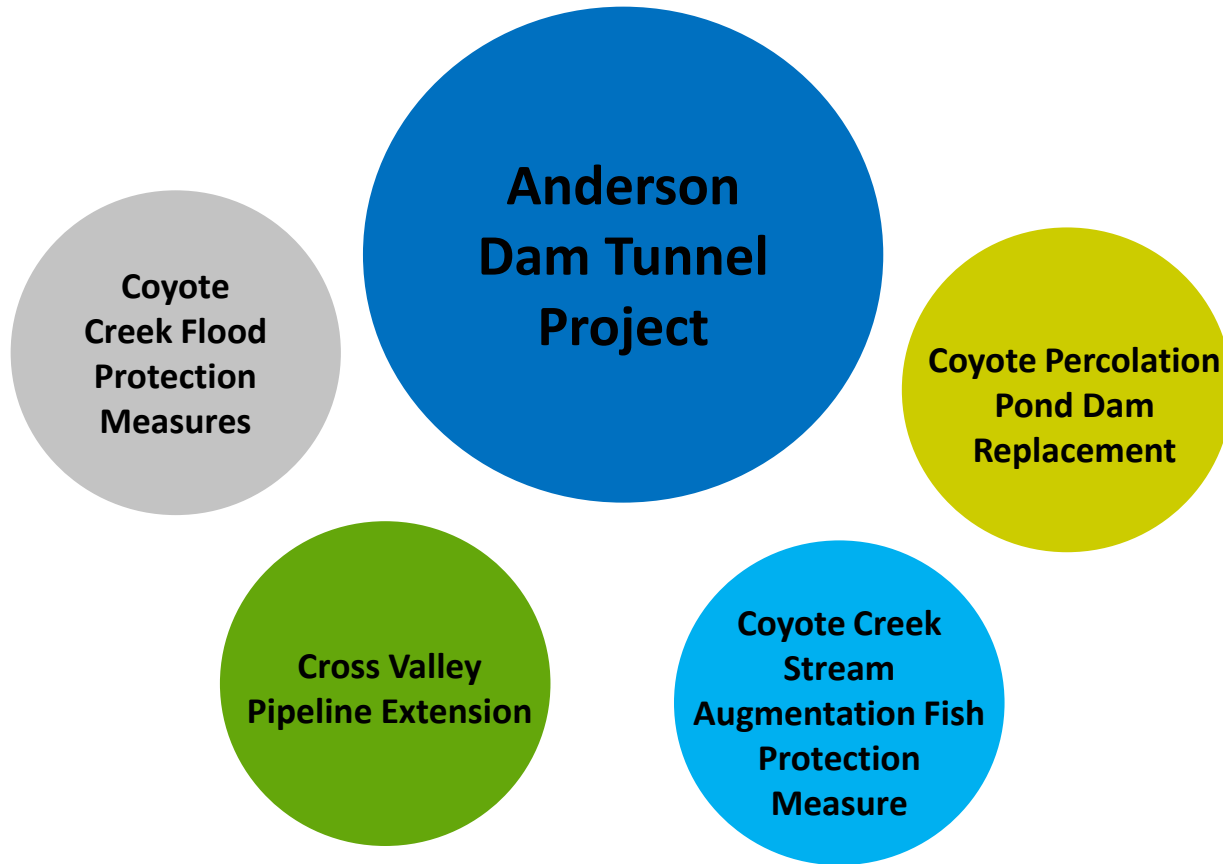 Anderson
Dam Tunnel
Project
Coyote
Creek Flood
Protection
Measures
Coyote Percolation
Pond Dam
Replacement
Cross Valley
Pipeline Extension
Coyote Creek
Stream
Augmentation Fish
Protection
Measure